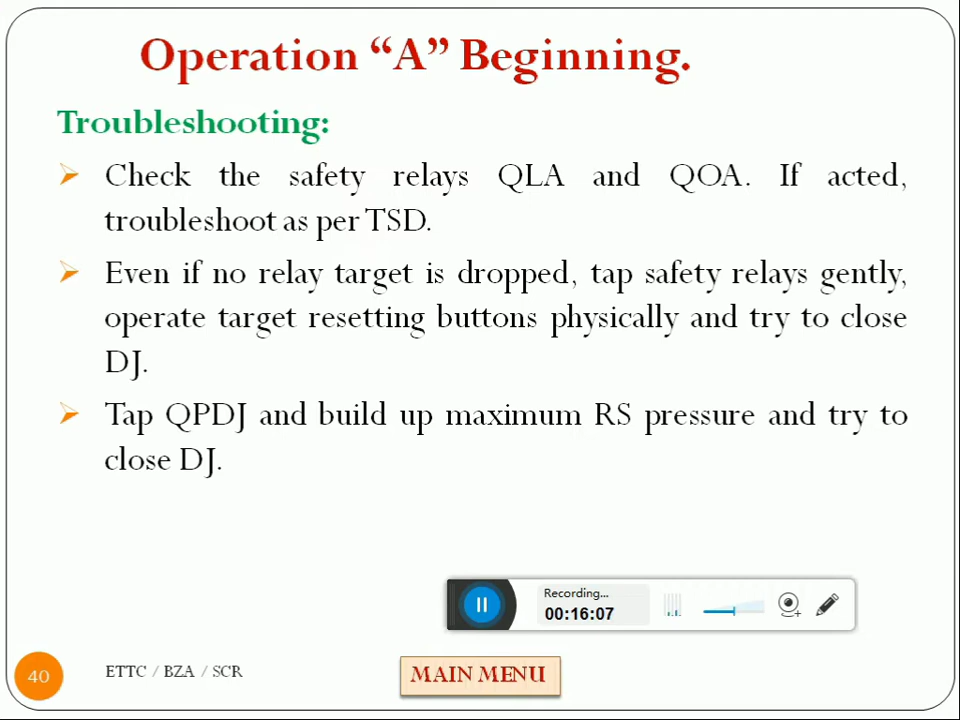 Operation “A” Beginning.
Troubleshooting:
Check the safety relays QLA and QOA. If acted,
troubleshoot as per TSD.
Even if no relay target is dropped, tap safety relays gently,
operate target resetting buttons physically and try to close
DJ.
Tap QPDJ and build up maximum RS pressure and try to
close DJ.
Recording...
00:16:07
40
ETTC / BZA / SCR
MAIN MENU